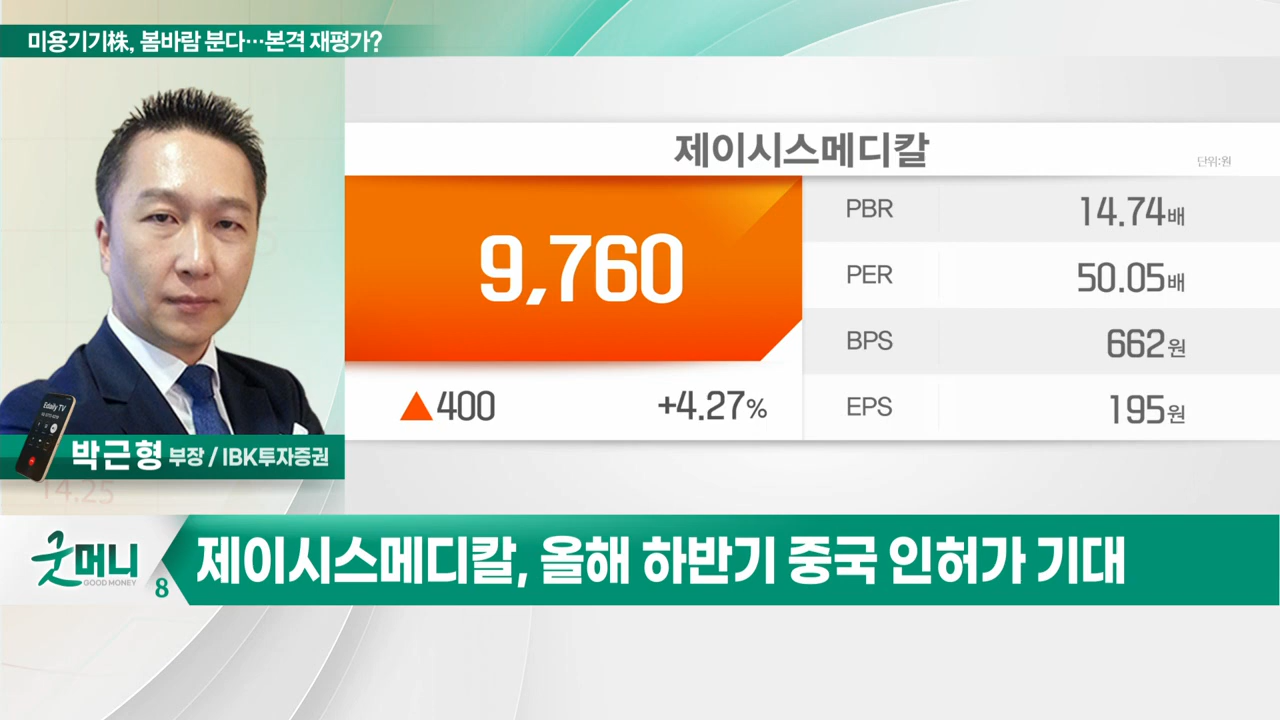 미용기기株, 봄바람 분다…본격 재평가?
제이시스메디칼
단위:원
9,760
▲400 +4.27%
PBR 14.74배
PER 50.05배
BPS 662원
EPS 195원
Edaily TV
박근형 부장 / IBK투자증권
14.25
굿머니
GOOD MONEY
8
제이시스메디칼, 올해 하반기 중국 인허가 기대